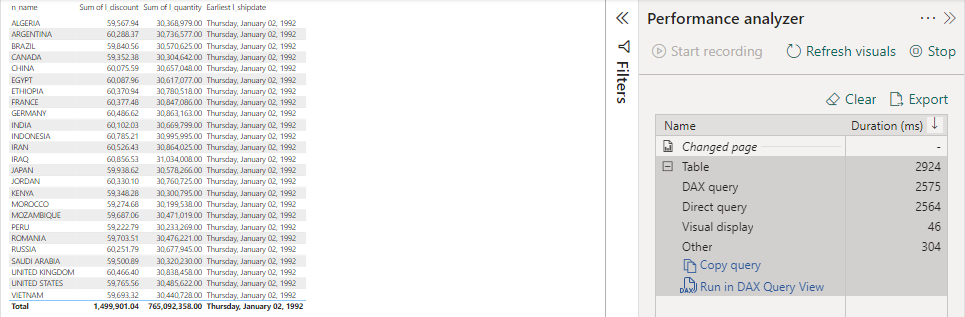 n_name Sum of l_discount Sum of l_quantity Earliest l_shipdate
ALGERIA 59,567.94 30,368,979.00 Thursday, January 02, 1992
ARGENTINA 60,288.37 30,736,577.00 Thursday, January 02, 1992
BRAZIL 59,840.56 30,570,625.00 Thursday, January 02, 1992
CANADA 59,352.38 30,304,642.00 Thursday, January 02, 1992
CHINA 60,075.59 30,657,048.00 Thursday, January 02, 1992
EGYPT 60,087.96 30,617,077.00 Thursday, January 02, 1992
ETHIOPIA 60,370.94 30,780,518.00 Thursday, January 02, 1992
FRANCE 60,377.48 30,847,086.00 Thursday, January 02, 1992
GERMANY 60,486.62 30,863,163.00 Thursday, January 02, 1992
INDIA 60,102.03 30,669,799.00 Thursday, January 02, 1992
INDONESIA 60,785.21 30,995,995.00 Thursday, January 02, 1992
IRAN 60,526.43 30,864,025.00 Thursday, January 02, 1992
IRAQ 60,856.53 31,034,008.00 Thursday, January 02, 1992
JAPAN 59,938.62 30,578,266.00 Thursday, January 02, 1992
JORDAN 60,330.10 30,760,725.00 Thursday, January 02, 1992
KENYA 59,348.28 30,300,795.00 Thursday, January 02, 1992
MOROCCO 59,274.68 30,199,538.00 Thursday, January 02, 1992
MOZAMBIQUE 59,687.06 30,471,019.00 Thursday, January 02, 1992
PERU 59,222.79 30,233,269.00 Thursday, January 02, 1992
ROMANIA 59,703.51 30,476,221.00 Thursday, January 02, 1992
RUSSIA 60,251.79 30,677,945.00 Thursday, January 02, 1992
SAUDI ARABIA 59,500.89 30,320,230.00 Thursday, January 02, 1992
UNITED KINGDOM 60,466.40 30,838,458.00 Thursday, January 02, 1992
UNITED STATES 59,765.56 30,485,622.00 Thursday, January 02, 1992
VIETNAM 59,693.32 30,440,728.00 Thursday, January 02, 1992
Total 1,499,901.04 765,092,358.00 Thursday, January 02, 1992
Filters
Performance analyzer
Start recording Refresh visuals Stop
Clear Export
Name Duration (ms)
Changed page -
Table 2924
DAX query 2575
Direct query 2564
Visual display 46
Other 304
Copy query
DAX Run in DAX Query View